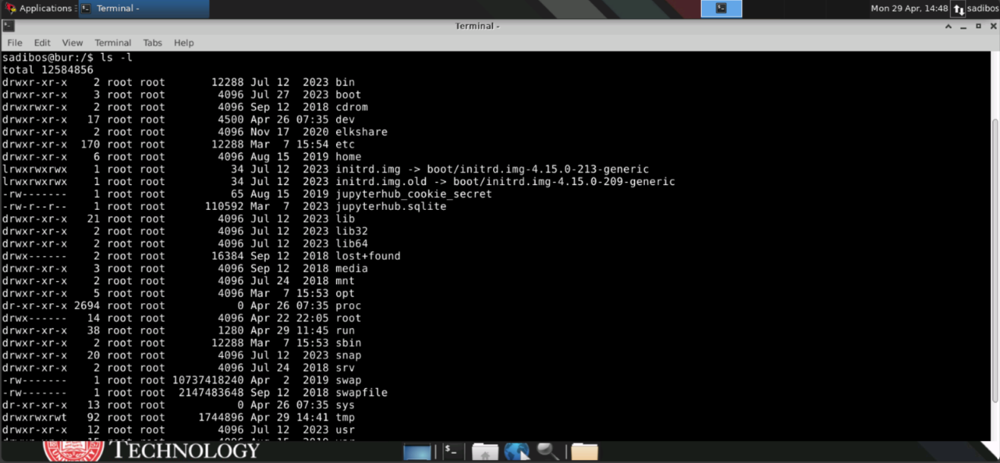 Applications Terminal - Mon 29 Apr, 14:48 sadibos
Terminal -
File Edit View Terminal Tabs Help
sadibos@bur:/$ ls -l
total 12584856
drwxr-xr-x    2 root root       12288 Jul 12  2023 bin
drwxr-xr-x    3 root root        4096 Jul 27  2023 boot
drwxrwxr-x    2 root root        4096 Sep 12  2018 cdrom
drwxr-xr-x   17 root root        4500 Apr 26 07:35 dev
drwxr-xr-x    2 root root        4096 Nov 17  2020 elkshare
drwxr-xr-x  170 root root       12288 Mar  7 15:54 etc
drwxr-xr-x    6 root root        4096 Aug 15  2019 home
lrwxrwxrwx    1 root root          34 Jul 12  2023 initrd.img -> boot/initrd.img-4.15.0-213-generic
lrwxrwxrwx    1 root root          34 Jul 12  2023 initrd.img.old -> boot/initrd.img-4.15.0-209-generic
-rw-------    1 root root          65 Aug 15  2019 jupyterhub_cookie_secret
-rw-r--r--    1 root root      110592 Mar  7  2023 jupyterhub.sqlite
drwxr-xr-x   21 root root        4096 Jul 12  2023 lib
drwxr-xr-x    2 root root        4096 Jul 12  2023 lib32
drwxr-xr-x    2 root root        4096 Jul 12  2023 lib64
drwx------    2 root root       16384 Sep 12  2018 lost+found
drwxr-xr-x    3 root root        4096 Sep 12  2018 media
drwxr-xr-x    2 root root        4096 Jul 24  2018 mnt
drwxr-xr-x    5 root root        4096 Mar  7 15:53 opt
dr-xr-xr-x 2694 root root           0 Apr 26 07:35 proc
drwx------   14 root root        4096 Apr 22 22:05 root
drwxr-xr-x   38 root root        1280 Apr 29 11:45 run
drwxr-xr-x    2 root root       12288 Mar  7 15:53 sbin
drwxr-xr-x   20 root root        4096 Jul 12  2023 snap
drwxr-xr-x    2 root root        4096 Jul 24  2018 srv
-rw-------    1 root root 10737418240 Apr  2  2019 swap
-rw-------    1 root root  2147483648 Sep 12  2018 swapfile
dr-xr-xr-x   13 root root           0 Apr 26 07:35 sys
drwxrwxrwt   92 root root     1744896 Apr 29 14:41 tmp
drwxr-xr-x   12 root root        4096 Jul 12  2023 usr
TECHNOLOGY